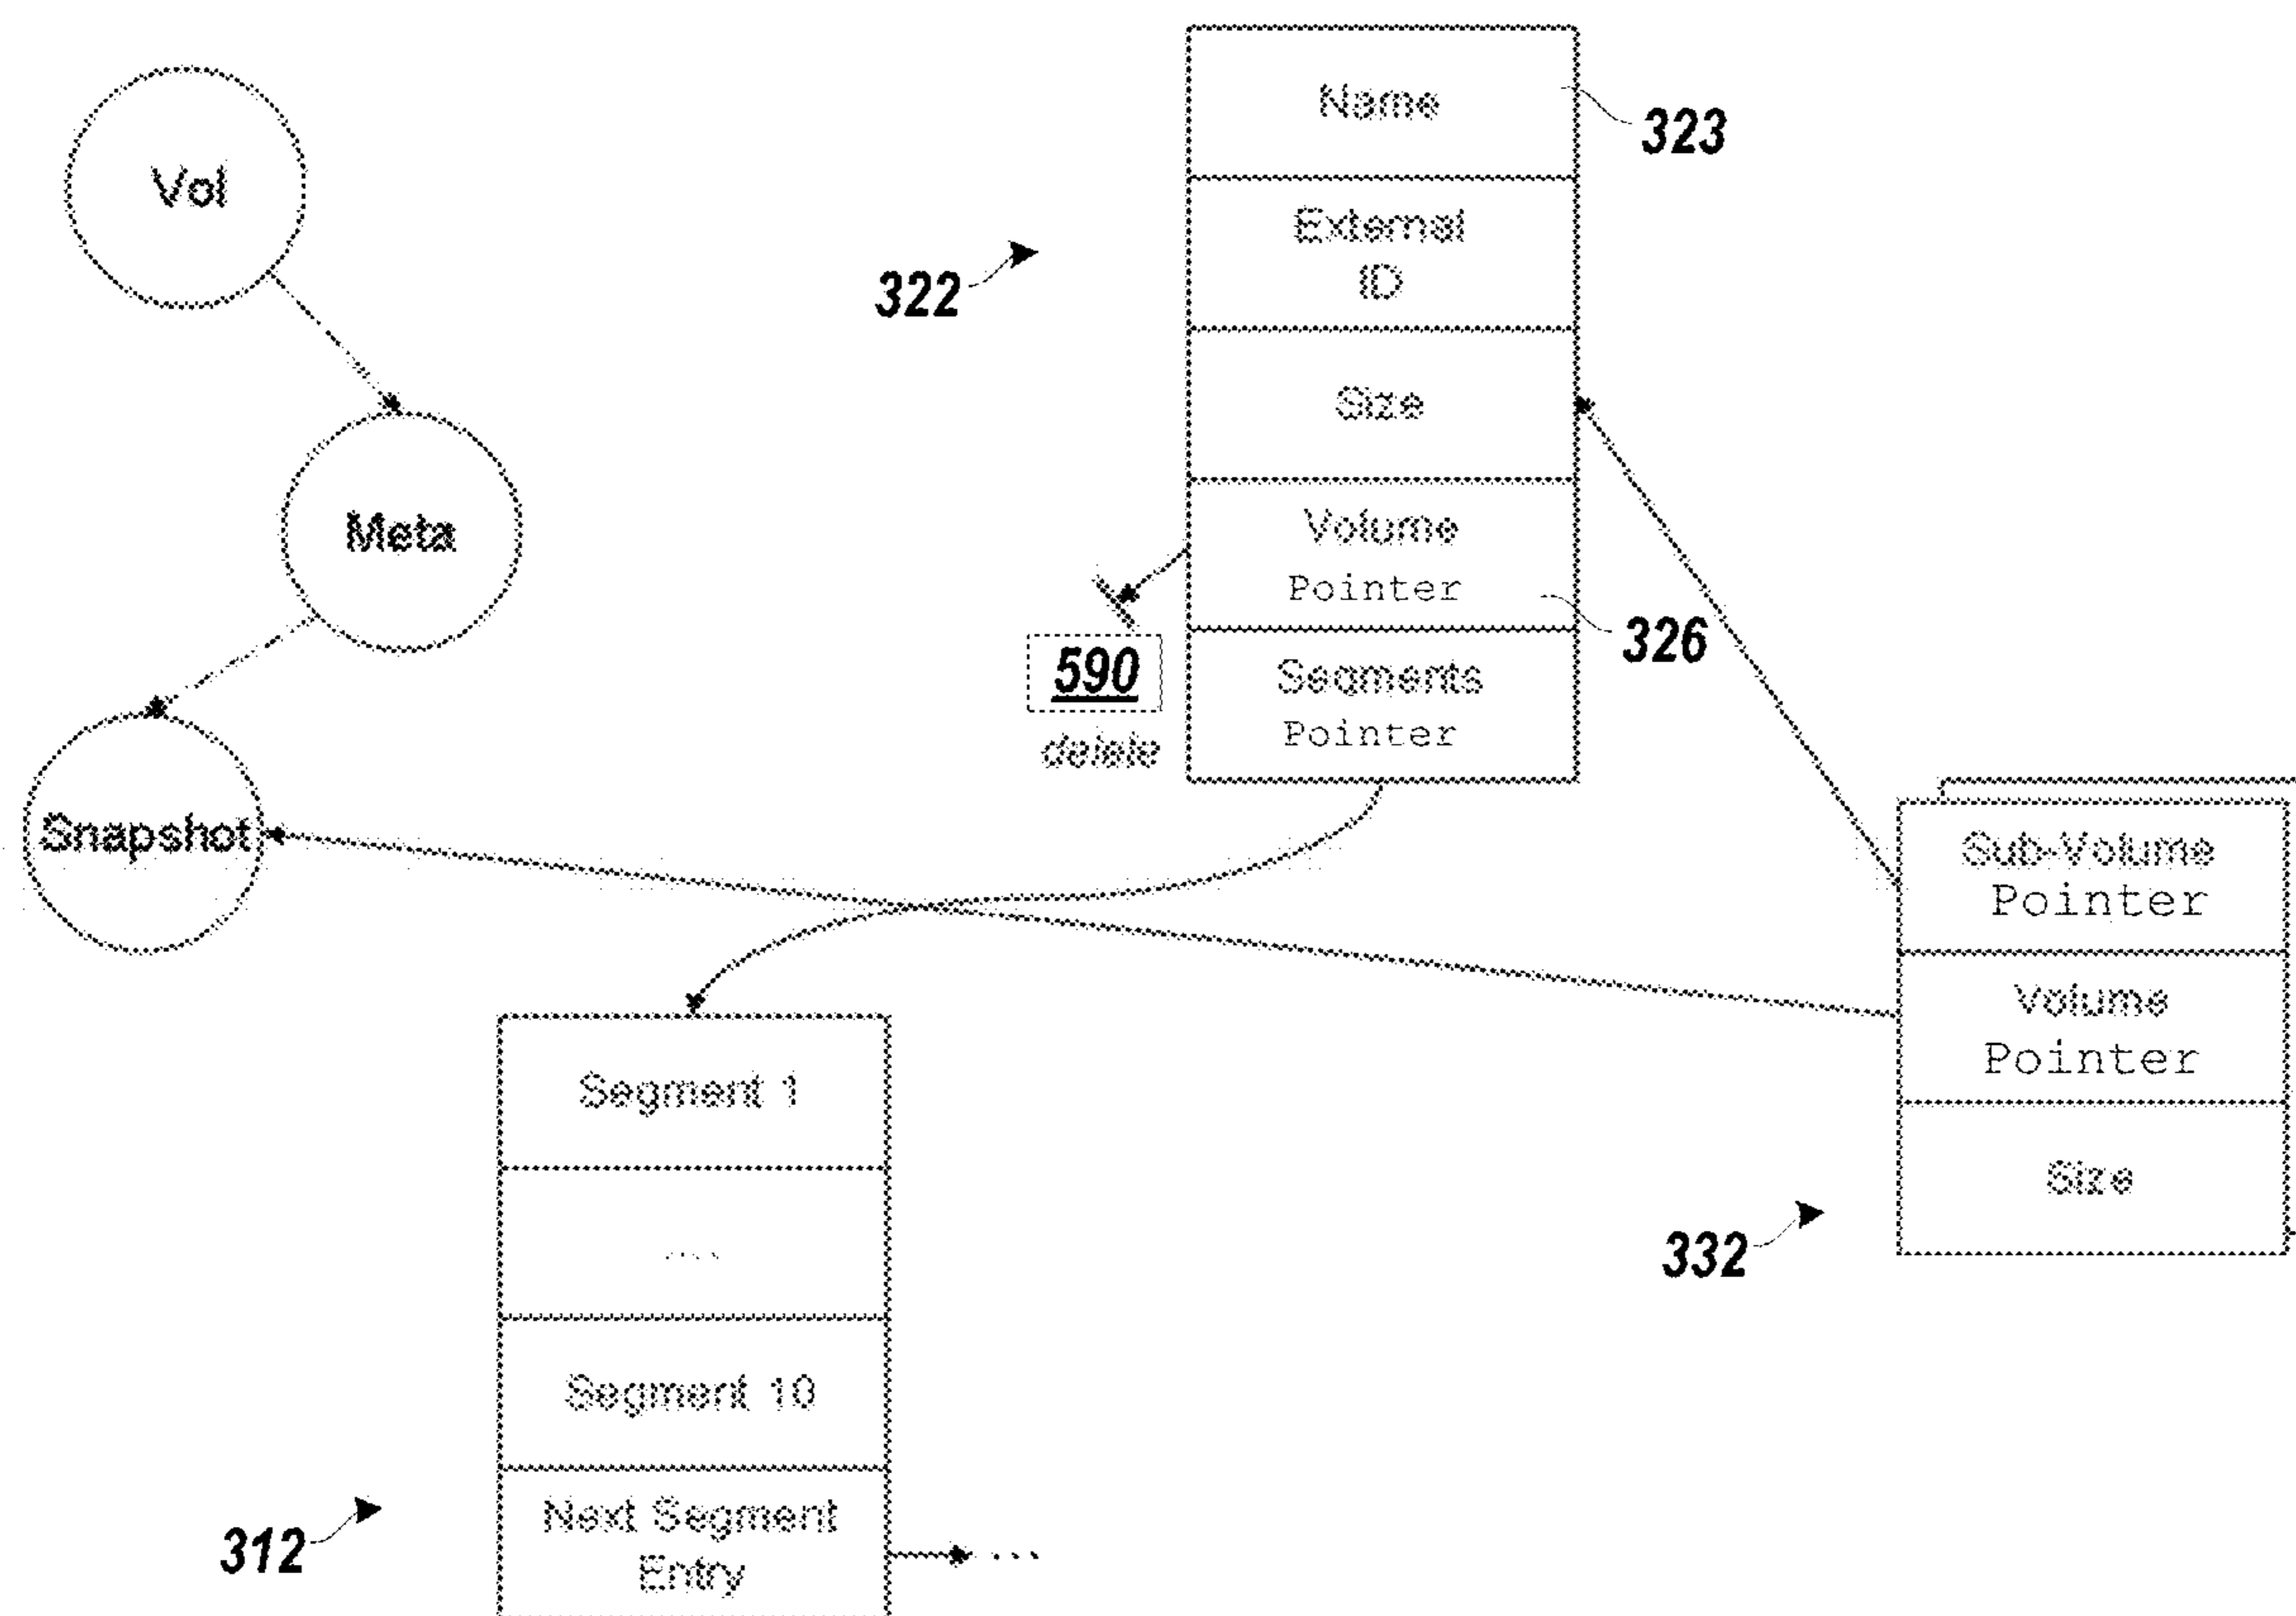 Vol
Meta
Snapshot
322
Name
323
External
ID
Size
Volume
Pointer
326
Segments
Pointer
590
delete
Sub-Volume
Pointer
Volume
Pointer
Size
332
Segment 1
....
Segment 10
Next Segment
Entry
...
312